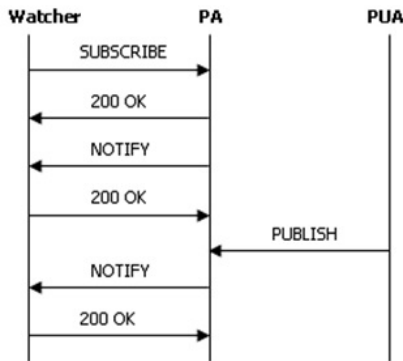 Watcher PA PUA
SUBSCRIBE
200 OK
NOTIFY
200 OK
PUBLISH
NOTIFY
200 OK